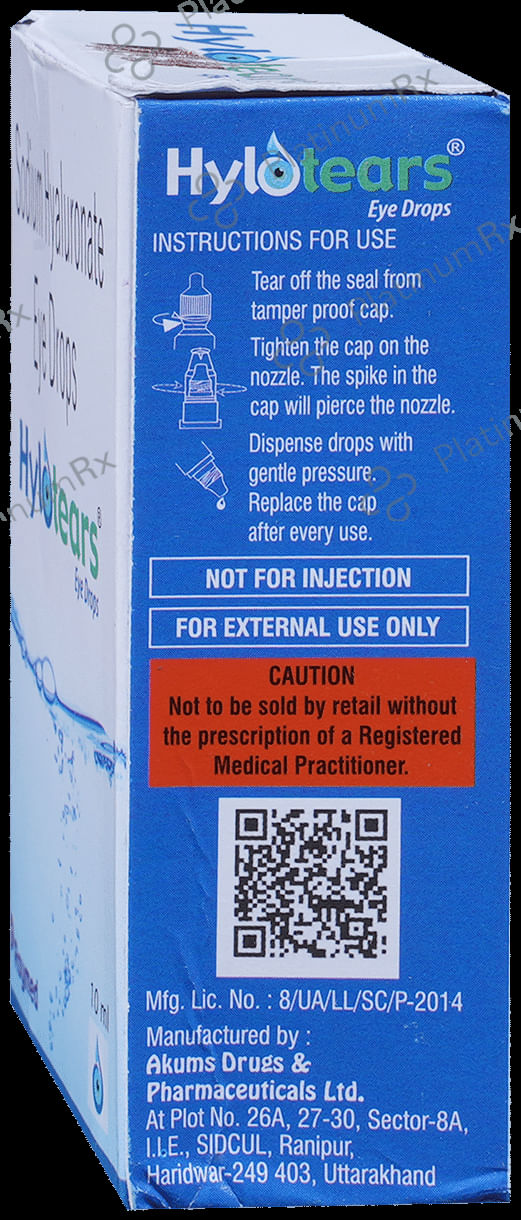 Hylotears
Sodium Hyaluronate
Eye Drops
Hylotears®
Eye Drops
10 ml
Hylotears®
Eye Drops
INSTRUCTIONS FOR USE
Tear off the seal from
tamper proof cap.
Tighten the cap on the
nozzle. The spike in the
cap will pierce the nozzle.
Dispense drops with
gentle pressure.
Replace the cap
after every use.
NOT FOR INJECTION
FOR EXTERNAL USE ONLY
CAUTION
Not to be sold by retail without
the prescription of a Registered
Medical Practitioner.
Mfg. Lic. No. : 8/UA/LL/SC/P-2014
Manufactured by :
Akums Drugs &
Pharmaceuticals Ltd.
At Plot No. 26A, 27-30, Sector-8A,
I.I.E., SIDCUL, Ranipur,
Haridwar-249 403, Uttarakhand
PlatinumRx